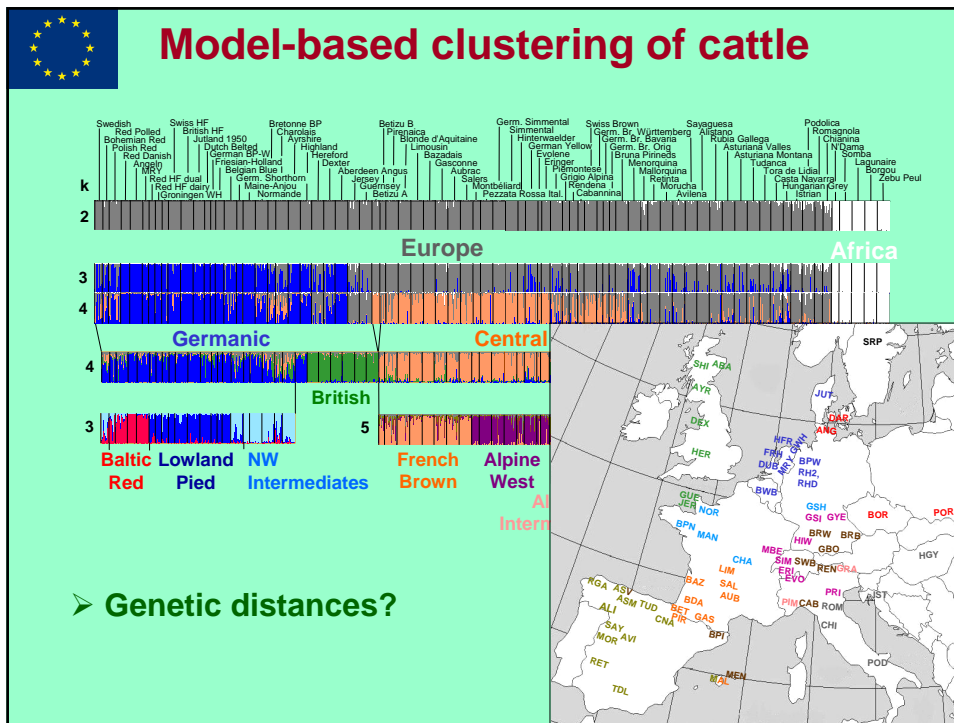 Model-based clustering of cattle
Swedish
Red Polled
Bohemian Red
Polish Red
Red Danish
Angeln
MRY
Red HF dual
Red HF dairy
Groningen WH
Swiss HF
British HF
Jutland 1950
Dutch Belted
German BP-W
Friesian-Holland
Belgian Blue
Germ. Shorthorn
Maine-Anjou
Normande
Bretonne BP
Charolais
Ayrshire
Highland
Hereford
Dexter
Aberdeen Angus
Jersey
Guernsey
Betizu A
Betizu B
Pirenaica
Blonde d'Aquitaine
Limousin
Bazadais
Gasconne
Aubrac
Salers
Montbéliard
Pezzata Rossa Ital.
Germ. Simmental
Simmental
Hinterwaelder
German Yellow
Evolene
Eringer
Piemontese
Grigio Alpina
Rendena
Cabannina
Swiss Brown
Germ. Br. Württemberg
Germ. Br. Bavaria
Germ. Br. Orig
Bruna Pirineds
Menorquina
Mallorquina
Retinta
Morucha
Avilena
Sayaguesa
Alistano
Rubia Gallega
Asturiana Valles
Asturiana Montana
Tudanca
Tora de Lidia
Casta Navarra
Hungarian Grey
Istrian
Podolica
Romagnola
Chianina
N'Dama
Somba
Lagunaire
Borgou
Zebu Peul
k
2
Europe
Africa
3
4
Germanic
Central
4
British
3
5
Baltic
Red
Lowland
Pied
NW
Intermediates
French
Brown
Alpine
West
Al
Intern
➢ Genetic distances?
SRP
SHI
ABA
AYR
JUT
DEX
DAR
ANG
HER
HFR
GWH
FRH
MRY
DUB
BPW
RH2,
RHD
BWB
GUE
JER
NOR
GSH
GSI
GYE
BOR
POR
BPN
MAN
BRW
BRB
HIW
GBO
HGY
CHA
MBE
SIM
SWB
REN
GRA
ERI
EVO
LIM
BAZ
SAL
AUB
PRI
IST
RGA
ASV
ASM
TUD
BDA
BET
GAS
PIR
PIM
CAB
ROM
ALI
CNA
CHI
SAY
AVI
MOR
BPI
RET
POD
MEN
MAL
TDL